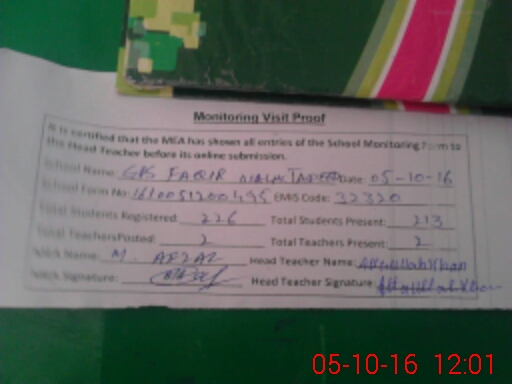 Monitoring Visit Proof
It is certified that the MEA has shown all entries of the School Monitoring Form to
the Head Teacher before its online submission.
School Name: GPS FAQIR Date: 05-10-16
School Form No: EMIS Code: 32320
Total Students Registered: 226 Total Students Present: 213
Total Teachers Posted: 2 Total Teachers Present: 2
MEA Name: M. AFZAL Head Teacher Name:
MEA Signature: Head Teacher Signature:
05-10-16 12:01